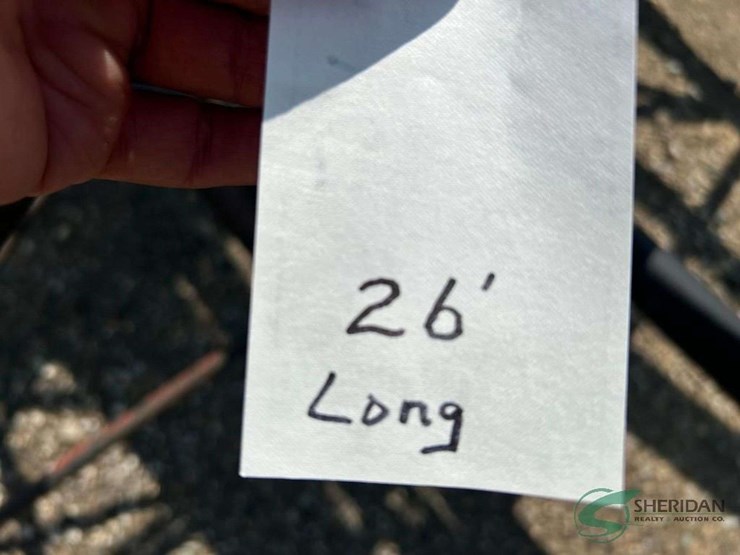 26'
Long
SHERIDAN
REALTY & AUCTION CO.